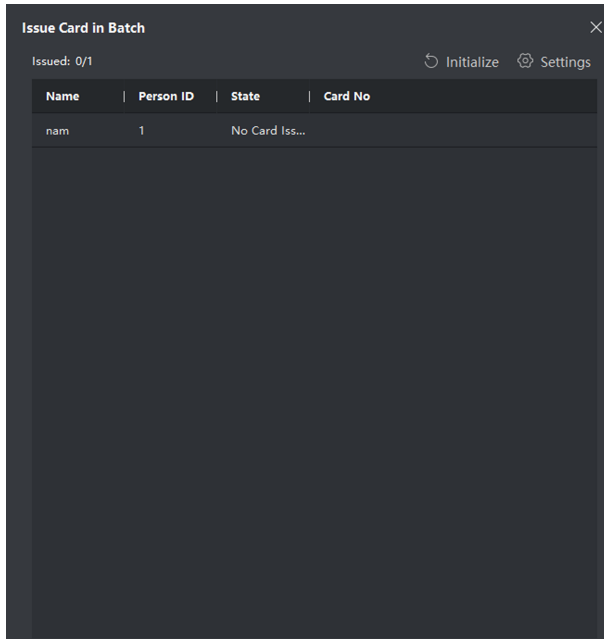 Issue Card in Batch
Issued: 0/1 Initialize Settings
Name | Person ID | State | Card No
nam 1 No Card Iss...